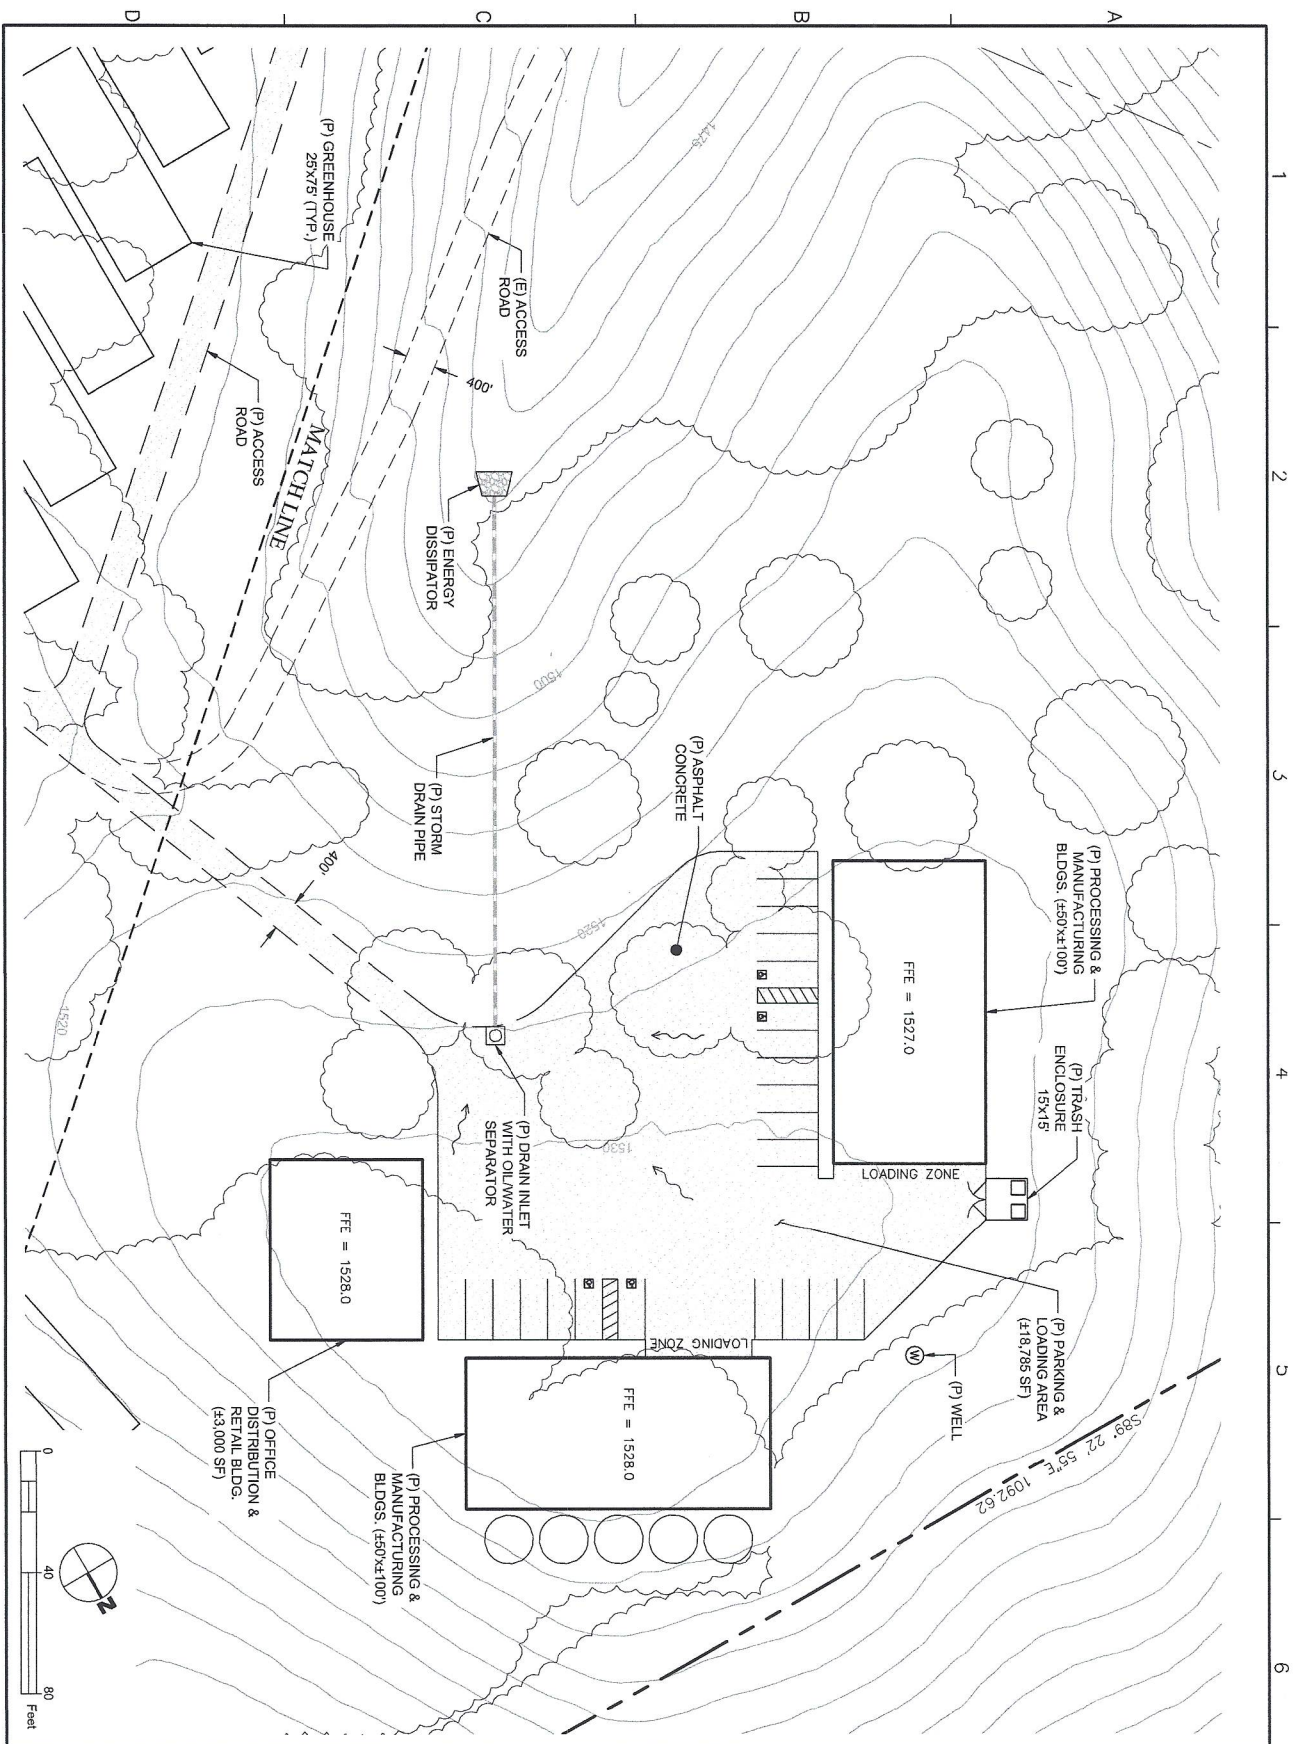 D
C
B
A
1
2
3
4
5
6
1475
(P) GREENHOUSE
25'x75' (TYP.)
(E) ACCESS
ROAD
400'
(P) ACCESS
ROAD
MATCH LINE
(P) ENERGY
DISSIPATOR
1500
(P) STORM
DRAIN PIPE
(P) ASPHALT
CONCRETE
400'
1520
1520
(P) PROCESSING &
MANUFACTURING
BLDGS. (±50'x±100')
FFE = 1527.0
(P) TRASH
ENCLOSURE
15'x15'
LOADING ZONE
(P) DRAIN INLET
WITH OIL/WATER
SEPARATOR
1530
FFE = 1528.0
LOADING ZONE
FFE = 1528.0
(P) PARKING &
LOADING AREA
(±18,785 SF)
W
(P) WELL
S89° 22' 55"E
1092.62
(P) OFFICE
DISTRIBUTION &
RETAIL BLDG.
(±3,000 SF)
(P) PROCESSING &
MANUFACTURING
BLDGS. (±50'x±100')
N
0
40
80
Feet